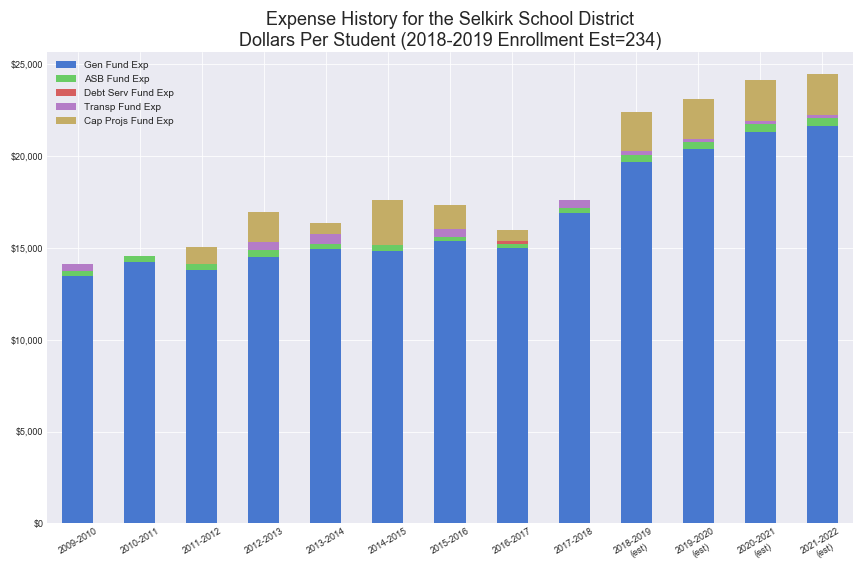 Expense History for the Selkirk School District
Dollars Per Student (2018-2019 Enrollment Est=234)
Gen Fund Exp
ASB Fund Exp
Debt Serv Fund Exp
Transp Fund Exp
Cap Projs Fund Exp
$25,000
$20,000
$15,000
$10,000
$5,000
$0
2009-2010
2010-2011
2011-2012
2012-2013
2013-2014
2014-2015
2015-2016
2016-2017
2017-2018
2018-2019
(est)
2019-2020
(est)
2020-2021
(est)
2021-2022
(est)